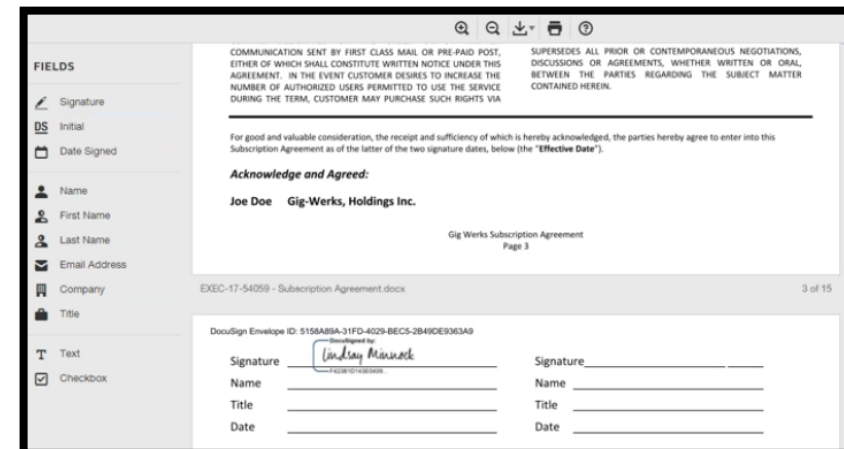 FIELDS
Signature
DS Initial
Date Signed
Name
First Name
Last Name
Email Address
Company
Title
T Text
Checkbox
COMMUNICATION SENT BY FIRST CLASS MAIL OR PRE-PAID POST,
EITHER OF WHICH SHALL CONSTITUTE WRITTEN NOTICE UNDER THIS
AGREEMENT. IN THE EVENT CUSTOMER DESIRES TO INCREASE THE
NUMBER OF AUTHORIZED USERS PERMITTED TO USE THE SERVICE
DURING THE TERM, CUSTOMER MAY PURCHASE SUCH RIGHTS VIA
SUPERSEDES ALL PRIOR OR CONTEMPORANEOUS NEGOTIATIONS,
DISCUSSIONS OR AGREEMENTS, WHETHER WRITTEN OR ORAL,
BETWEEN THE PARTIES REGARDING THE SUBJECT MATTER
CONTAINED HEREIN.
For good and valuable consideration, the receipt and sufficiency of which is hereby acknowledged, the parties hereby agree to enter into this
Subscription Agreement as of the latter of the two signature dates, below (the "Effective Date").
Acknowledge and Agreed:
Joe Doe Gig-Werks, Holdings Inc.
Gig Werks Subscription Agreement
Page 3
EXEC-17-54059 - Subscription Agreement.docx 3 of 15
DocuSign Envelope ID: 5158A89A-31FD-4029-BEC5-2B49DE9363A9
DocuSigned by:
Signature Lindsay Minnock Signature
Name Name
Title Title
Date Date